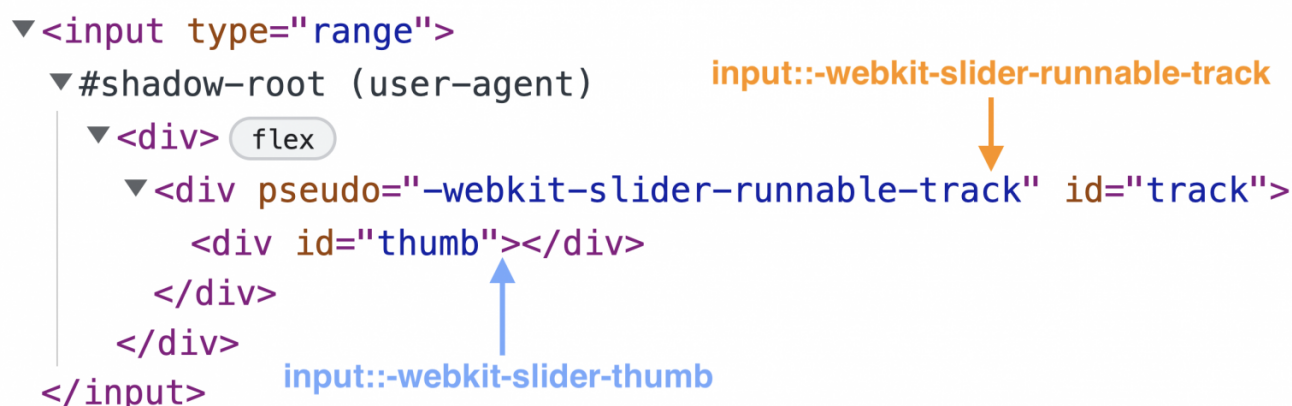 <input type="range">
#shadow-root (user-agent)
input::-webkit-slider-runnable-track
<div> flex
<div pseudo="-webkit-slider-runnable-track" id="track">
<div id="thumb"></div>
</div>
</div>
input::-webkit-slider-thumb
</input>